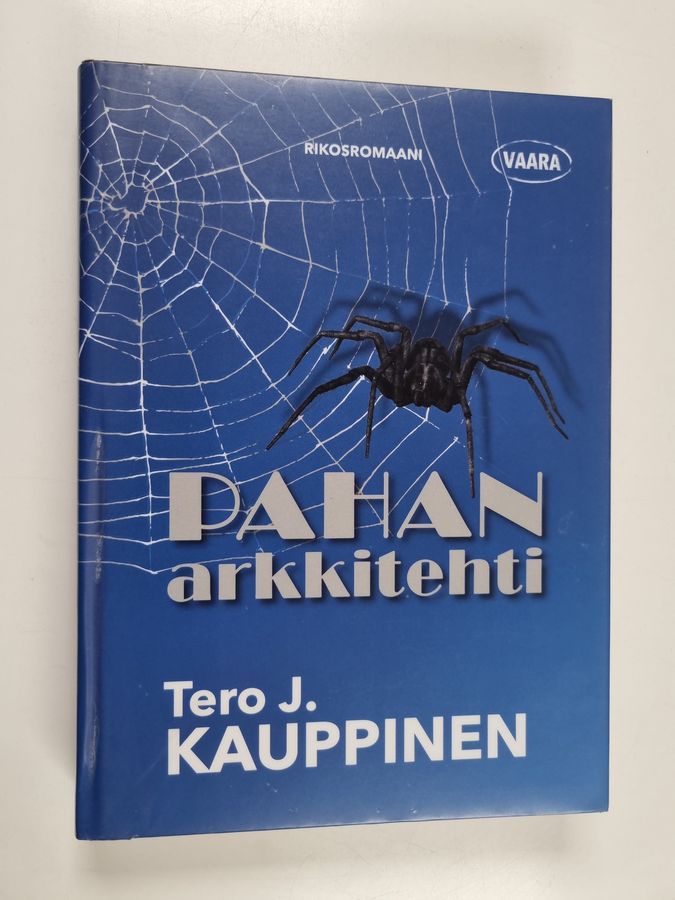 RIKOSROMAANI
VAARA
PAHAN
arkkitehti
Tero J.
KAUPPINEN